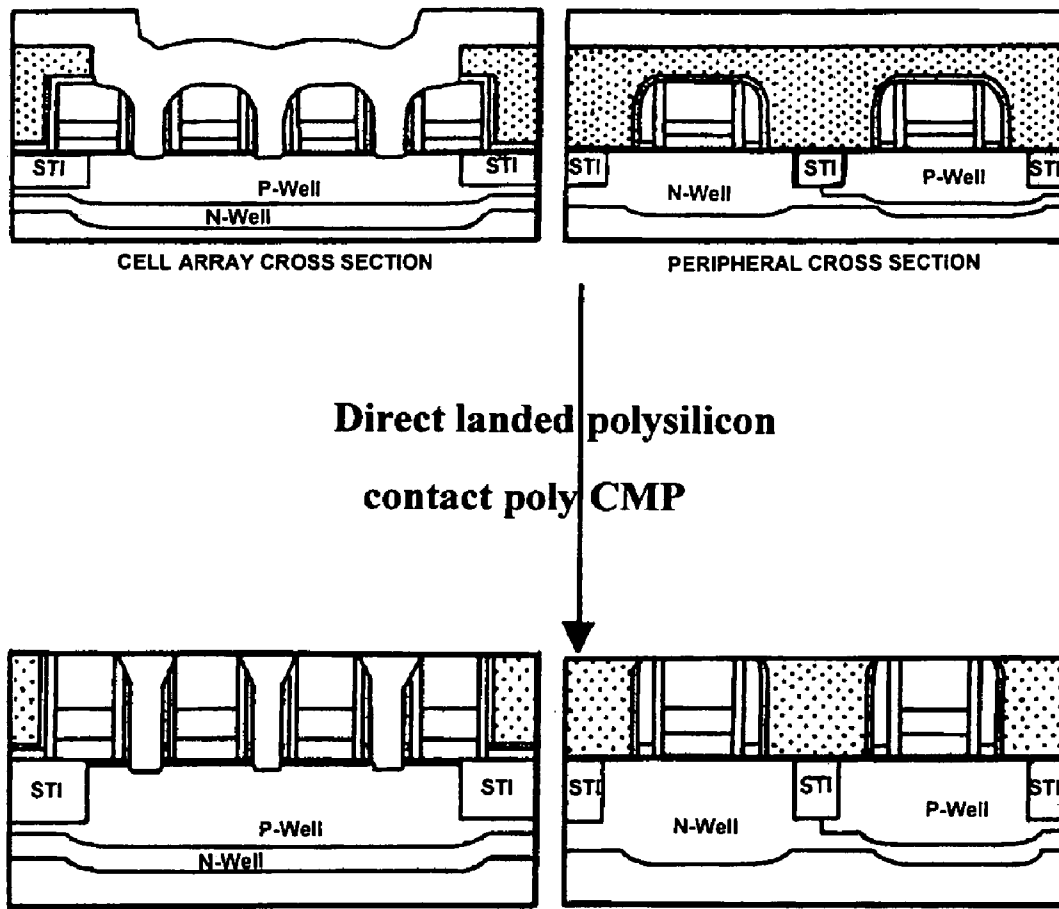 STI
STI
P-Well
N-Well
CELL ARRAY CROSS SECTION
STI
STI
STI
N-Well
P-Well
PERIPHERAL CROSS SECTION
Direct landed polysilicon
contact poly CMP
STI
STI
P-Well
N-Well
STI
STI
STI
N-Well
P-Well